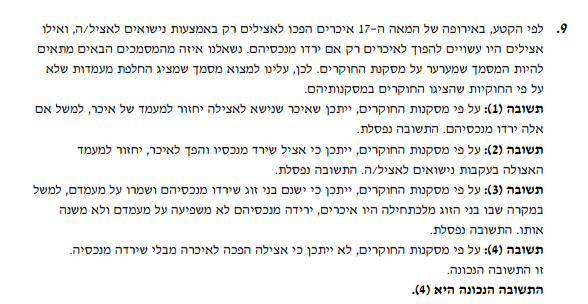 9. לפי הקטע, באירופה של המאה ה-17 איכרים הפכו לאצילים רק באמצעות נישואים לאציל/ה, ואילו
אצילים היו עשויים להפוך לאיכרים רק אם ירדו מנכסיהם. נשאלנו איזה מהמסמכים הבאים מתאים
להיות המסמך שמערער על מסקנת החוקרים. לכן, עלינו למצוא מסמך שמציג החלפת מעמדות שלא
על פי החוקיות שהציגו החוקרים במסקנותיהם.
תשובה (1): על פי מסקנות החוקרים, ייתכן שאיכר שנישא לאצילה יחזור למעמד של איכר, למשל אם
אלה ירדו מנכסיהם. התשובה נפסלת.
תשובה (2): על פי מסקנות החוקרים, ייתכן כי אציל שירד מנכסיו והפך לאיכר, יחזור למעמד
האצולה בעקבות נישואים לאציל/ה. התשובה נפסלת.
תשובה (3): על פי מסקנות החוקרים, ייתכן כי ישנם בני זוג שירדו מנכסיהם ושמרו על מעמדם, למשל
במקרה שבו בני הזוג מלכתחילה היו איכרים, ירידה מנכסיהם לא משפיעה על מעמדם ולא משנה
אותו. התשובה נפסלת.
תשובה (4): על פי מסקנות החוקרים, לא ייתכן כי אצילה הפכה לאיכרה מבלי שירדה מנכסיה.
זו התשובה הנכונה.
התשובה הנכונה היא (4).